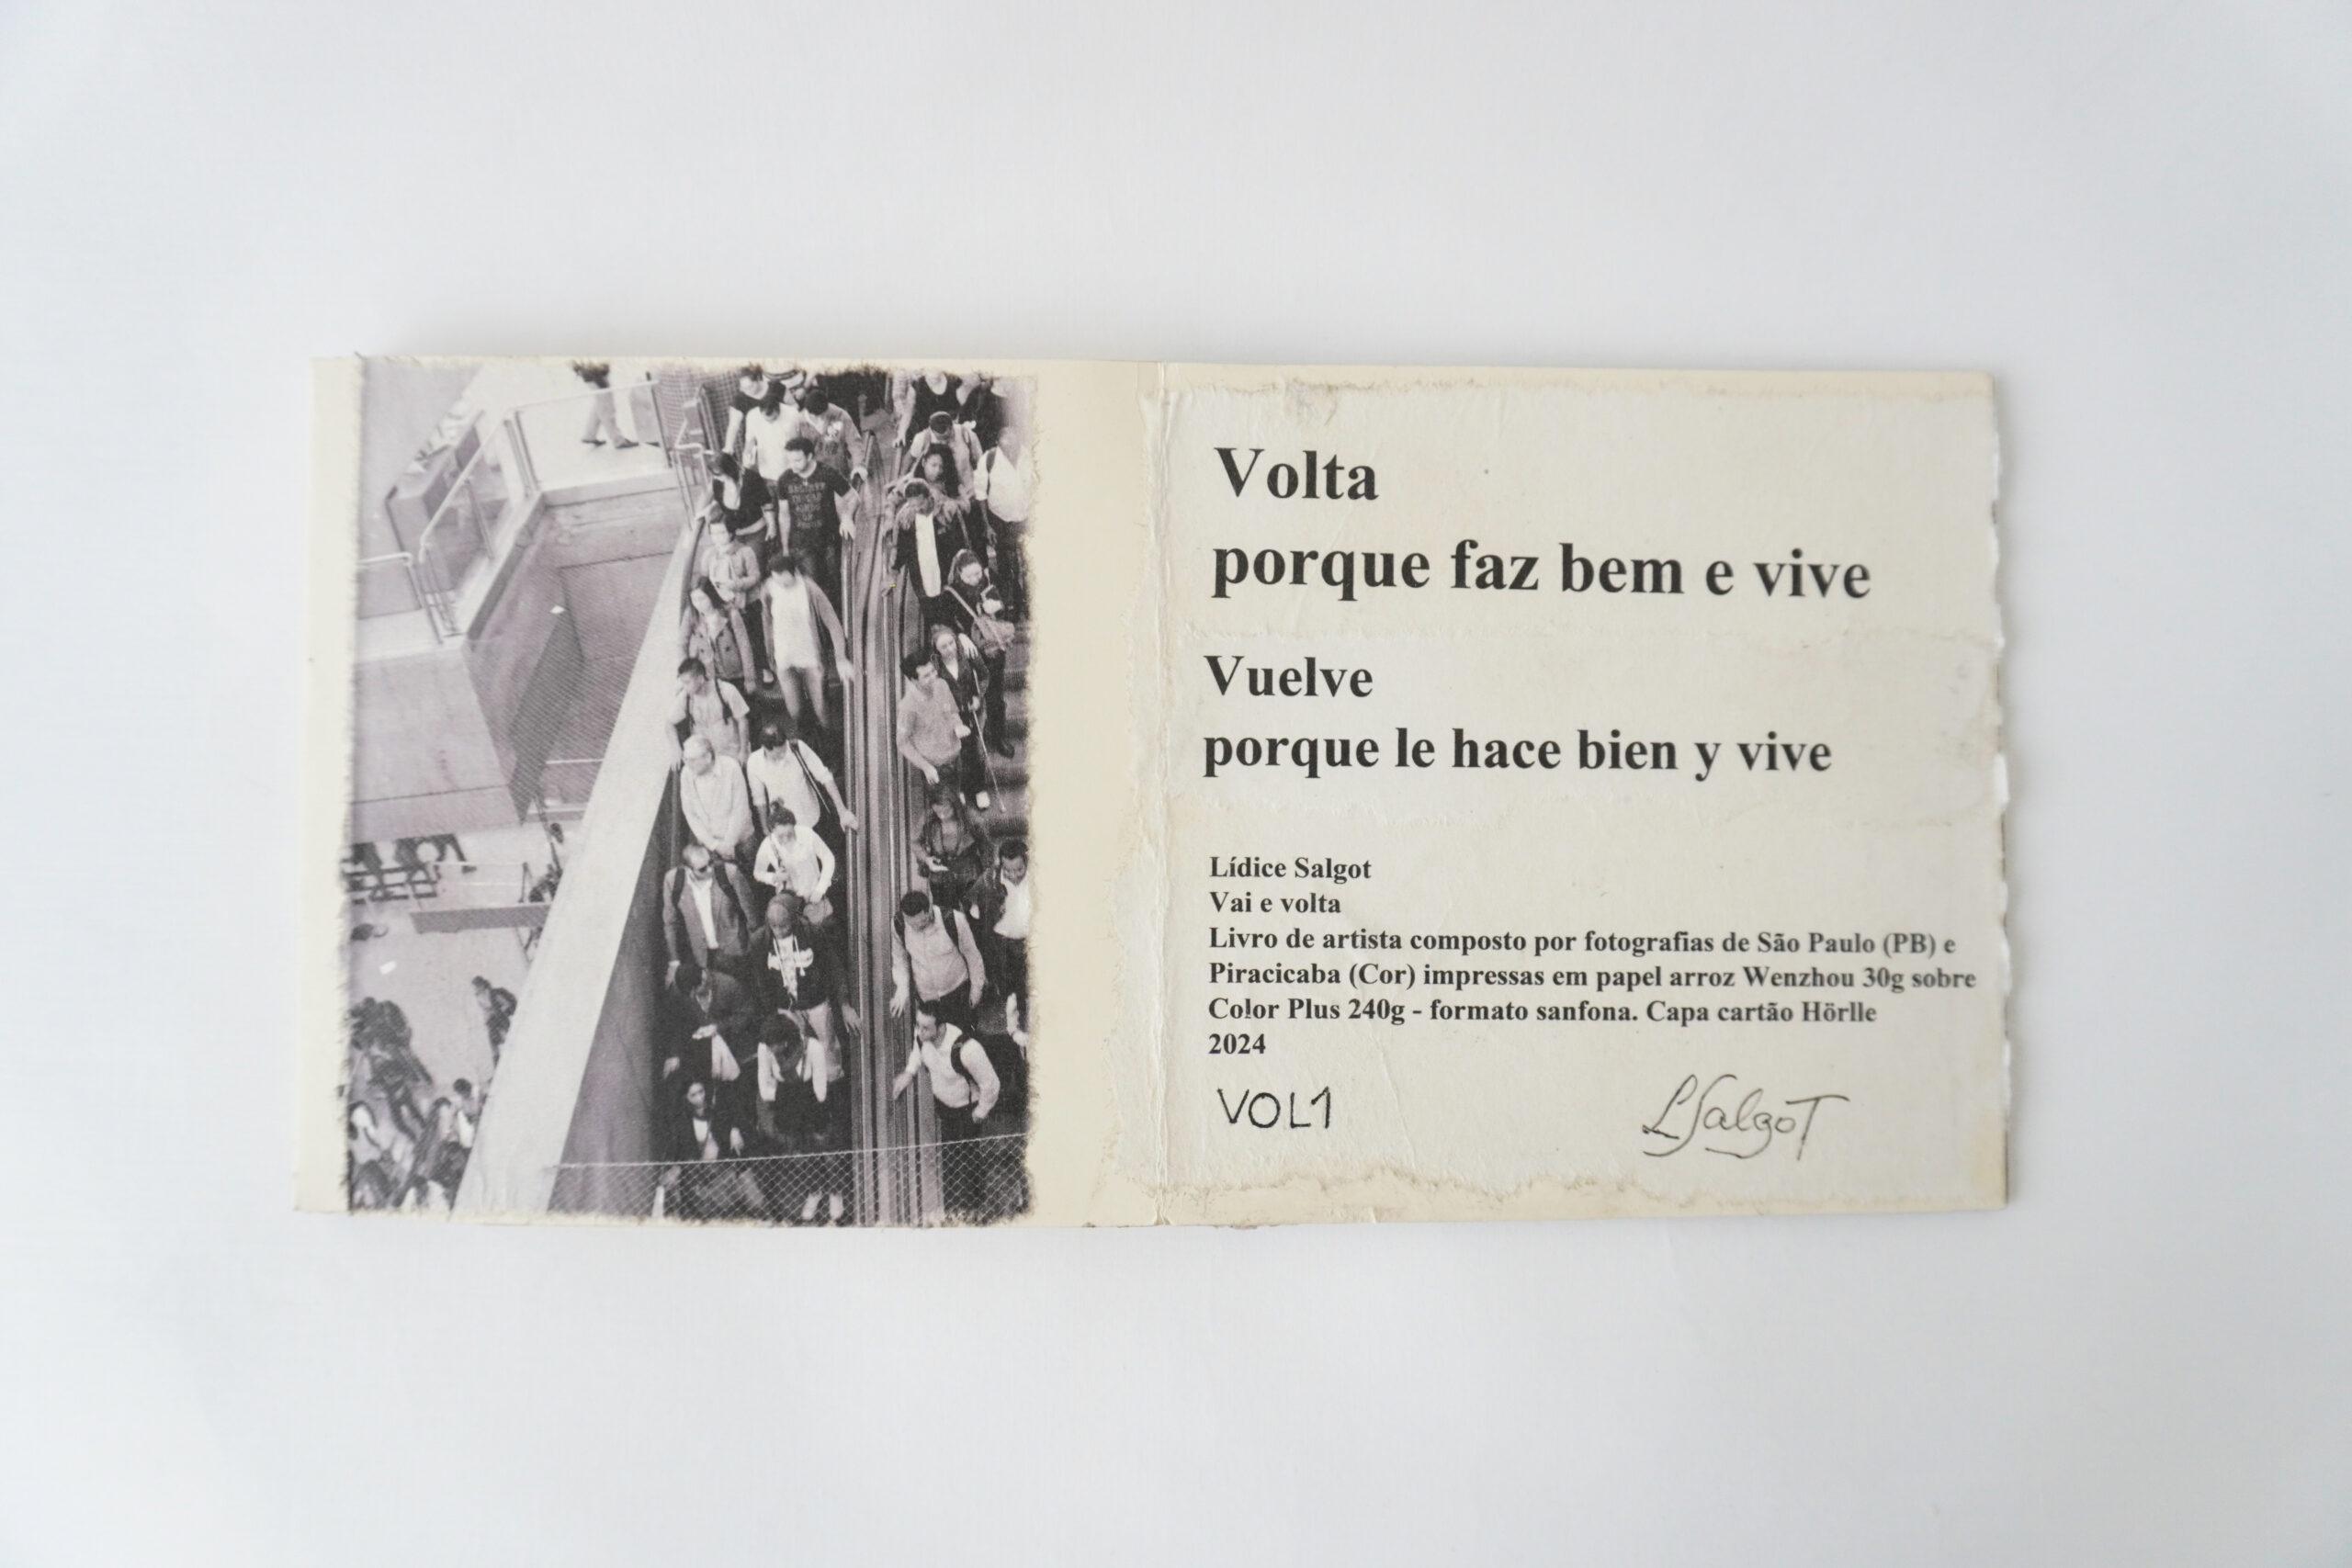 Volta
porque faz bem e vive
Vuelve
porque le hace bien y vive
Lídice Salgot
Vai e volta
Livro de artista composto por fotografias de São Paulo (PB) e
Piracicaba (Cor) impressas em papel arroz Wenzhou 30g sobre
Color Plus 240g - formato sanfona. Capa cartão Hörlle
2024
VOL1
LSalgoT